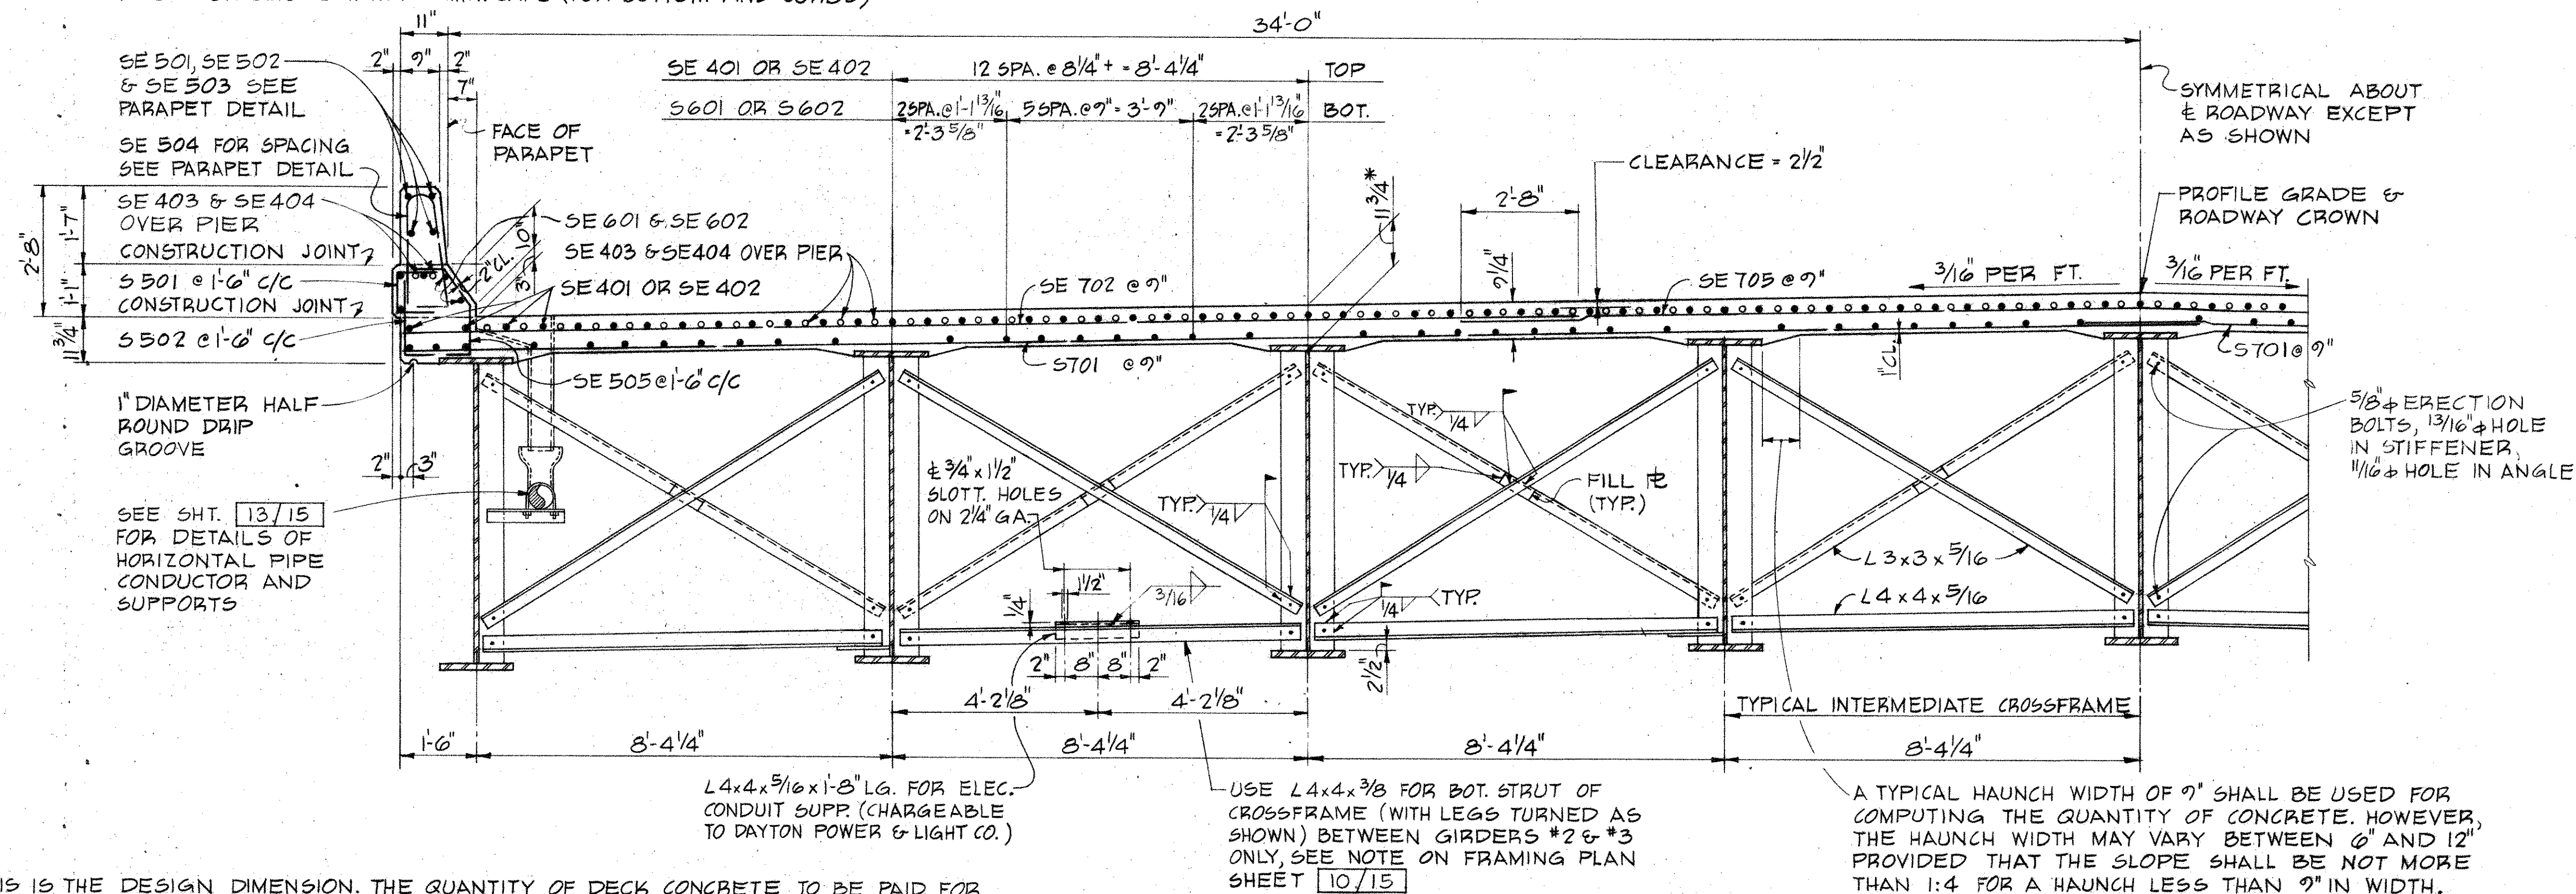 11"
34'-0"
SE 501, SE 502
& SE 503 SEE
PARAPET DETAIL
2" 9" 2"
7"
SE 401 OR SE 402 12 SPA. @ 8 1/4" + = 8'-4 1/4" TOP
S601 OR S602 2 SPA. @ 1'-1 13/16" = 2'-3 5/8" 5 SPA. @ 9" = 3'-9" 2 SPA. @ 1'-1 13/16" = 2'-3 5/8" BOT.
FACE OF
PARAPET
SYMMETRICAL ABOUT
℄ ROADWAY EXCEPT
AS SHOWN
SE 504 FOR SPACING
SEE PARAPET DETAIL
CLEARANCE = 2 1/2"
SE 403 & SE 404
OVER PIER
CONSTRUCTION JOINT
2'-8"
1'-7"
1'-1"
11 3/4"
S 501 @ 1'-6" C/C
CONSTRUCTION JOINT
S 502 @ 1'-6" C/C
SE 601 & SE 602
SE 403 & SE 404 OVER PIER
SE 401 OR SE 402
10"
2" CL.
3"
11 3/4" *
2'-8"
9 1/4"
PROFILE GRADE &
ROADWAY CROWN
SE 702 @ 9"
SE 705 @ 9"
3/16" PER FT.
3/16" PER FT.
SE 505 @ 1'-6" C/C
S701 @ 9"
1" CL.
S701 @ 9"
1" DIAMETER HALF
ROUND DRIP
GROOVE
2" 3"
5/8" ϕ ERECTION
BOLTS, 13/16" ϕ HOLE
IN STIFFENER,
11/16" ϕ HOLE IN ANGLE
SEE SHT. 13/15
FOR DETAILS OF
HORIZONTAL PIPE
CONDUCTOR AND
SUPPORTS
℄ 3/4" x 1 1/2"
SLOTT. HOLES
ON 2 1/4" GA.
TYP. 1/4
TYP. 1/4
TYP. 1/4
FILL ℄
(TYP.)
1 1/2"
1/4"
3/16
1/4 TYP.
L 3 x 3 x 5/16
L 4 x 4 x 5/16
2" 8" 8" 2"
2 1/2"
4'-2 1/8" 4'-2 1/8"
TYPICAL INTERMEDIATE CROSSFRAME
1'-6" 8'-4 1/4" 8'-4 1/4" 8'-4 1/4" 8'-4 1/4"
L 4x4x 5/16 x 1'-8" LG. FOR ELEC.
CONDUIT SUPP. (CHARGEABLE
TO DAYTON POWER & LIGHT CO.)
USE L 4x4x 3/8 FOR BOT. STRUT OF
CROSSFRAME (WITH LEGS TURNED AS
SHOWN) BETWEEN GIRDERS #2 & #3
ONLY, SEE NOTE ON FRAMING PLAN
SHEET 10/15
A TYPICAL HAUNCH WIDTH OF 9" SHALL BE USED FOR
COMPUTING THE QUANTITY OF CONCRETE. HOWEVER,
THE HAUNCH WIDTH MAY VARY BETWEEN 6" AND 12"
PROVIDED THAT THE SLOPE SHALL BE NOT MORE
THAN 1:4 FOR A HAUNCH LESS THAN 9" IN WIDTH.
IS IS THE DESIGN DIMENSION. THE QUANTITY OF DECK CONCRETE TO BE PAID FOR